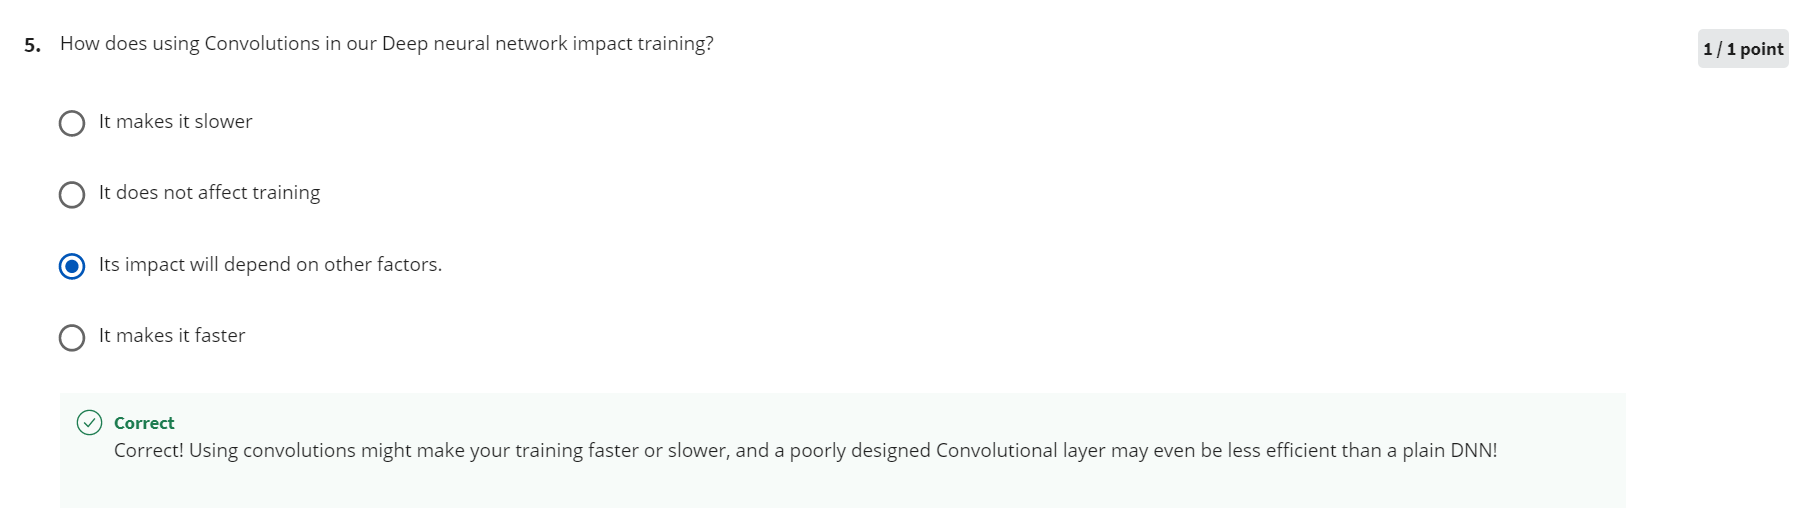 5. How does using Convolutions in our Deep neural network impact training?
1 / 1 point
It makes it slower
It does not affect training
Its impact will depend on other factors.
It makes it faster
Correct
Correct! Using convolutions might make your training faster or slower, and a poorly designed Convolutional layer may even be less efficient than a plain DNN!